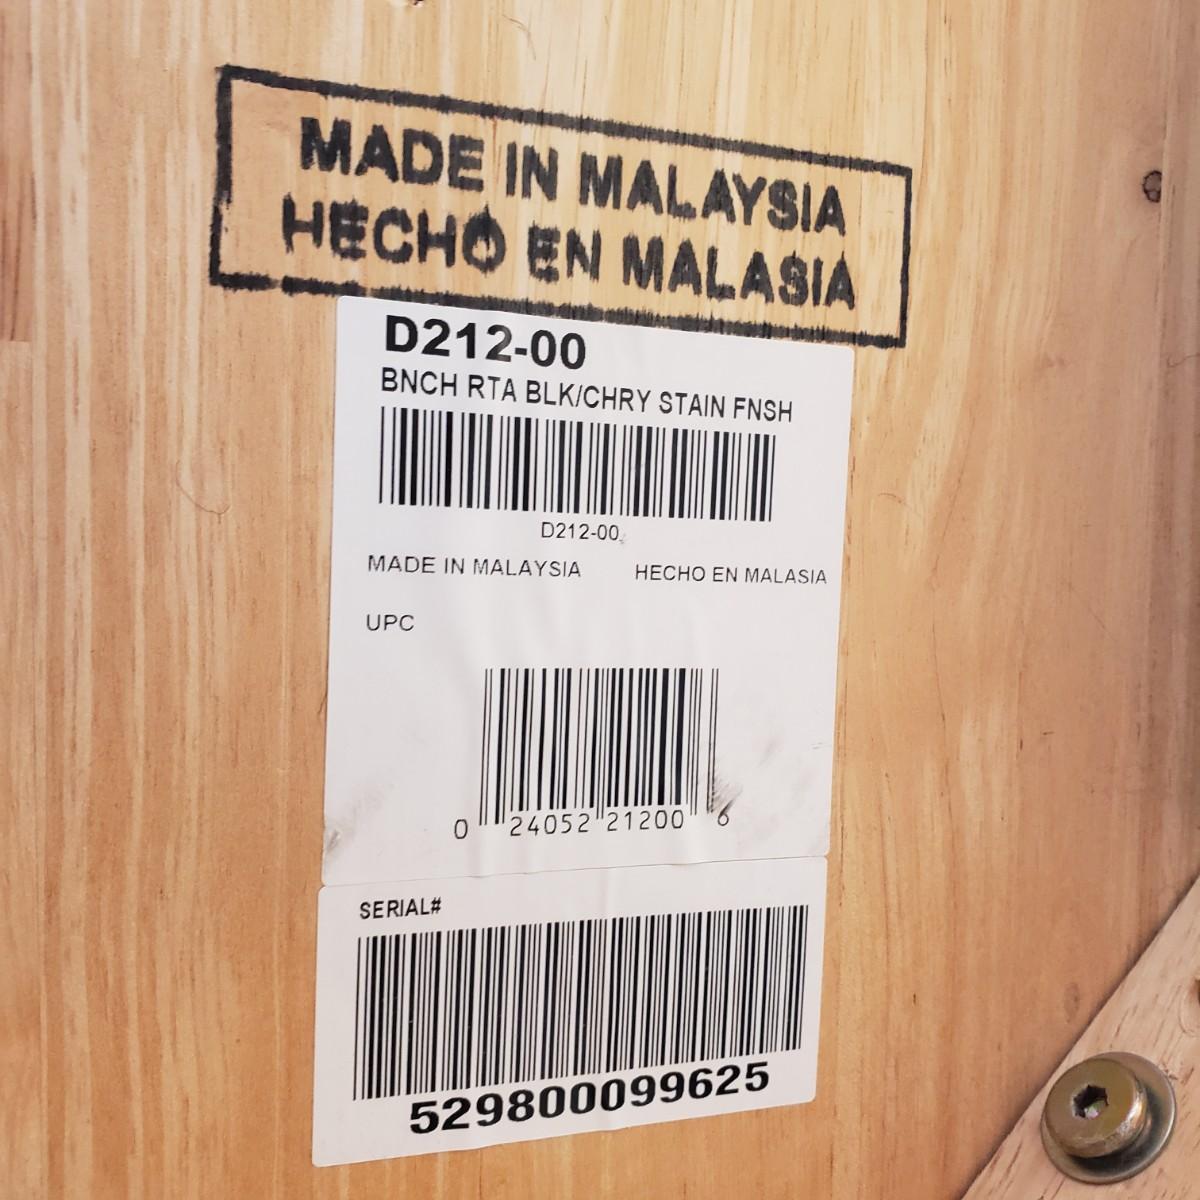 MADE IN MALAYSIA
HECHO EN MALASIA
D212-00
BNCH RTA BLK/CHRY STAIN FNSH
D212-00
MADE IN MALAYSIA HECHO EN MALASIA
UPC
0 24052 21200 6
SERIAL#
529800099625